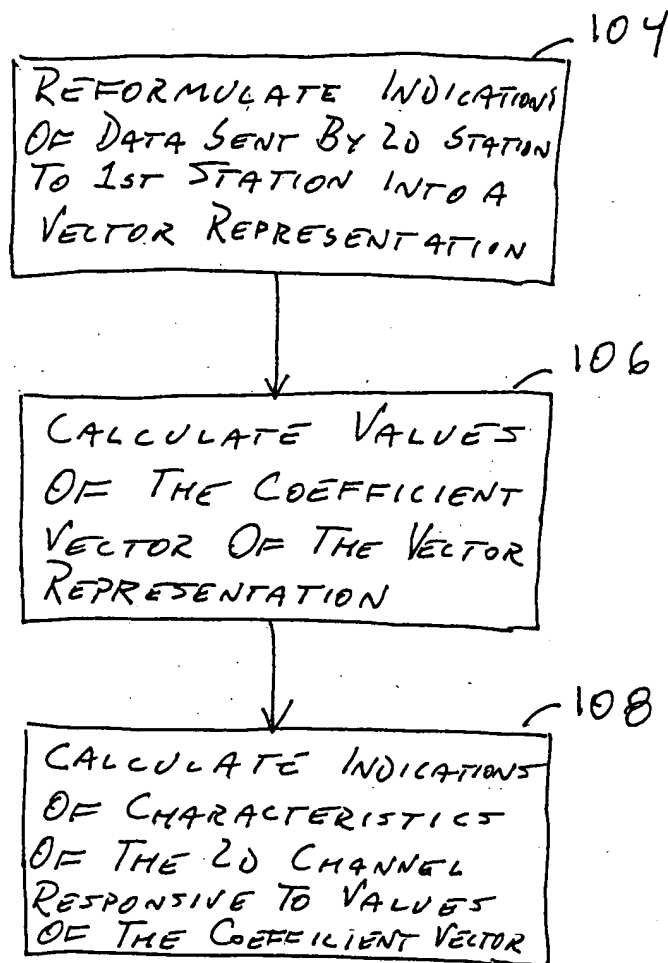 104
REFORMULATE INDICATIONS
OF DATA SENT BY 2D STATION
TO 1ST STATION INTO A
VECTOR REPRESENTATION
106
CALCULATE VALUES
OF THE COEFFICIENT
VECTOR OF THE VECTOR
REPRESENTATION
108
CALCULATE INDICATIONS
OF CHARACTERISTICS
OF THE 2D CHANNEL
RESPONSIVE TO VALUES
OF THE COEFFICIENT VECTOR